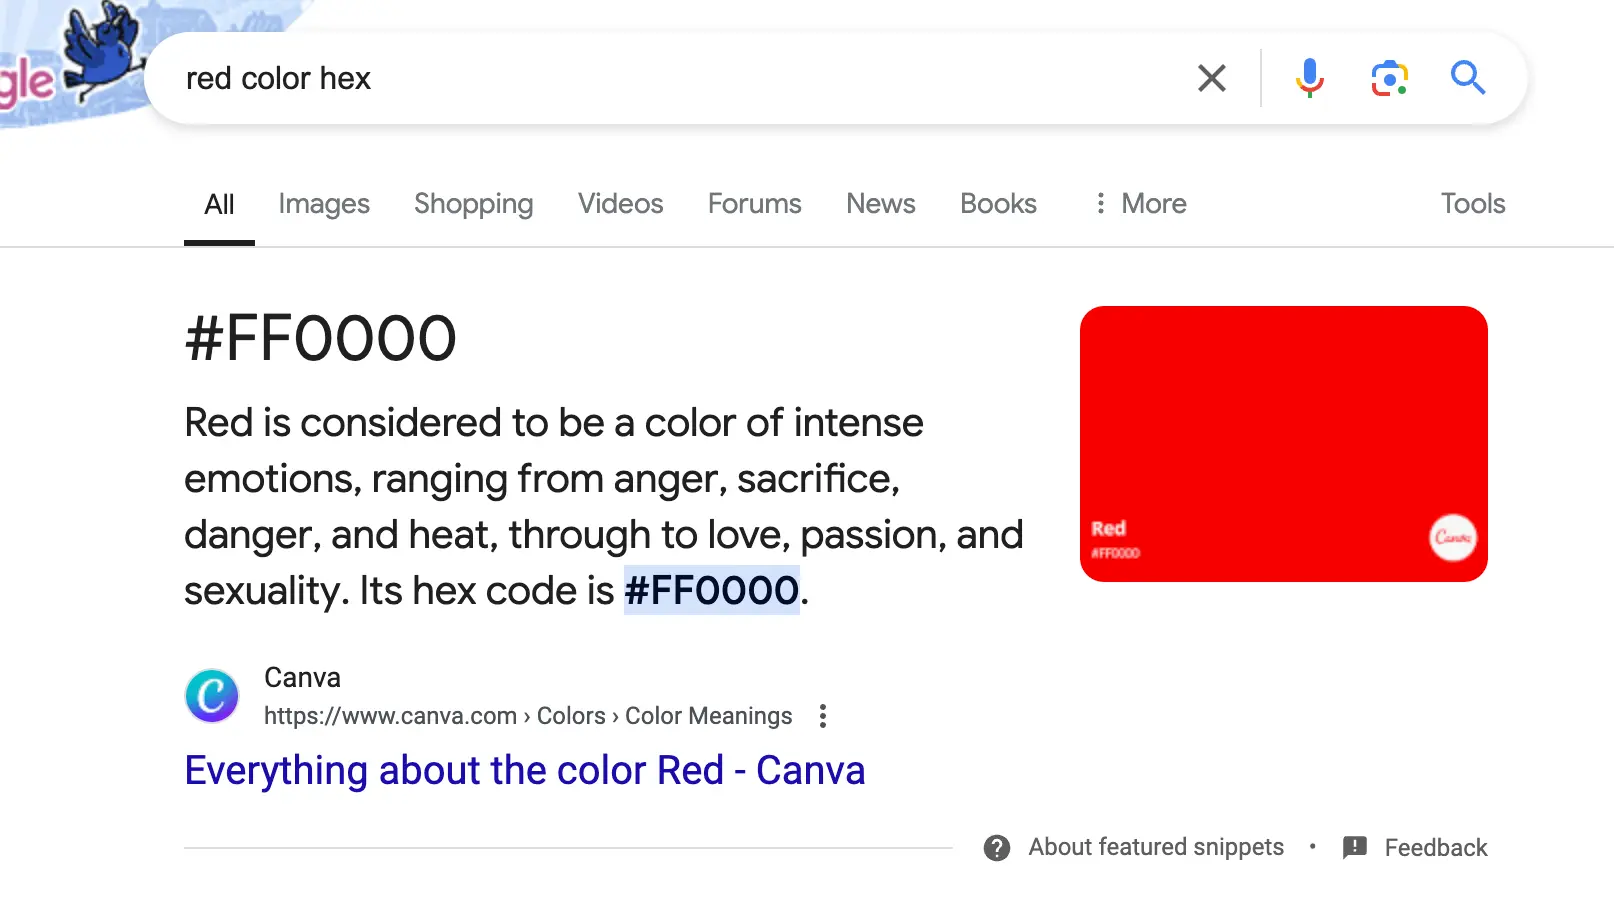 gle
red color hex
All Images Shopping Videos Forums News Books More Tools
#FF0000
Red is considered to be a color of intense
emotions, ranging from anger, sacrifice,
danger, and heat, through to love, passion, and
sexuality. Its hex code is #FF0000.
Red
#FF0000
Canva
C
Canva
https://www.canva.com › Colors › Color Meanings
Everything about the color Red - Canva
About featured snippets • Feedback